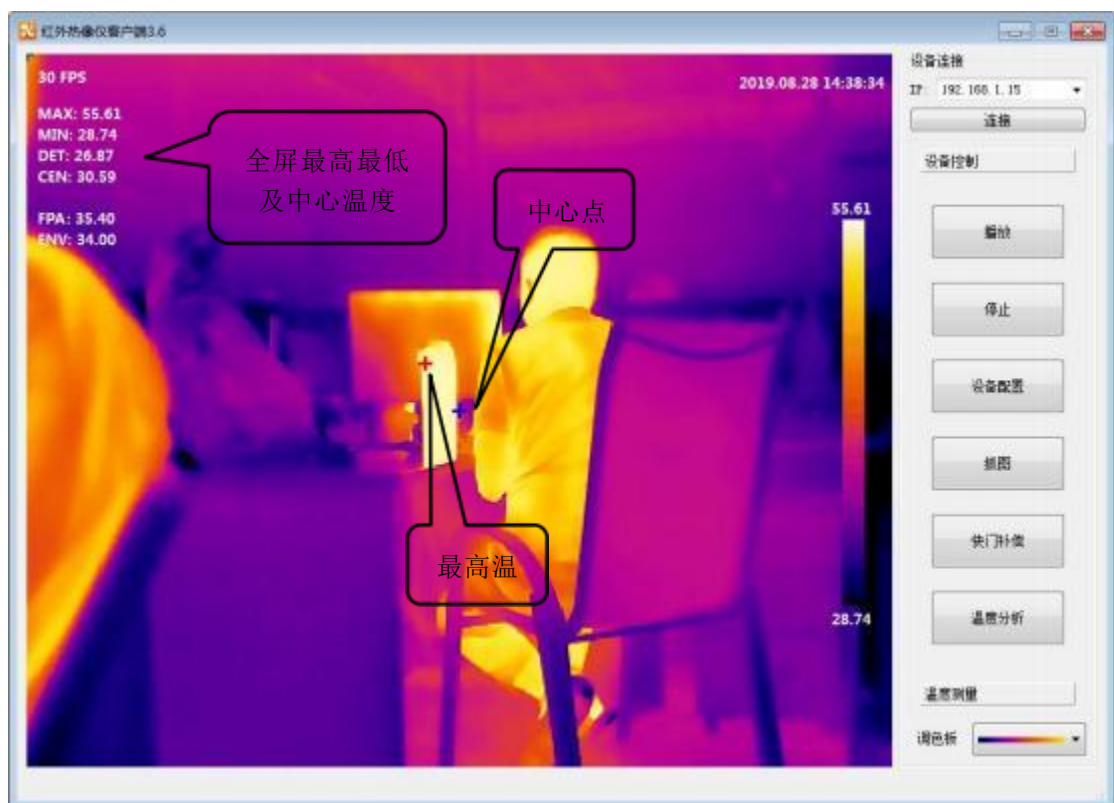 红外热像仪客户端3.6
30 FPS
2019.08.28 14:38:34
MAX: 55.61
MIN: 28.74
DET: 26.87
CEN: 30.59
FPA: 35.40
ENV: 34.00
全屏最高最低
及中心温度
中心点
最高温
55.61
28.74
设备连接
IP: 192.168.1.15
连接
设备控制
播放
停止
设备配置
抓图
快门补偿
温度分析
温度测量
调色板